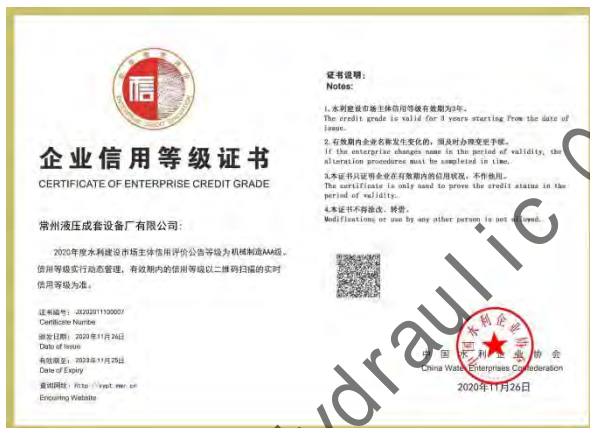 信
ENTERPRISE CREDIT
企业信用等级证书
CERTIFICATE OF ENTERPRISE CREDIT GRADE
常州液压成套设备厂有限公司:
2020年度水利建设市场主体信用评价公告等级为机械制造AAA级。
信用等级实行动态管理,有效期内的信用等级以二维码扫描的实时
信用等级为准。
证书编号: JX202011100007
Certificate Numbe
颁发日期: 2020年11月26日
Date of Issue
有效期至: 2023年11月25日
Date of Expiry
查询网址:
Enquiring Website
证书说明:
Notes:
1.水利建设市场主体信用等级有效期为3年。
The credit grade is valid for 3 years starting from the date of
issue.
2.有效期内企业名称发生变化的,须及时办理变更手续。
If the enterprise changes name in the period of validity, the
alteration procedures must be completed in time.
3.本证书只证明企业在有效期内的信用状况,不作他用。
The certificate is only used to prove the credit status in the
period of validity.
4.本证书不得涂改、转借。
Modifications or use by any other person is not allowed.
中国水利企业协会
China Water Enterprises Confederation
2020年11月26日
hydraulic